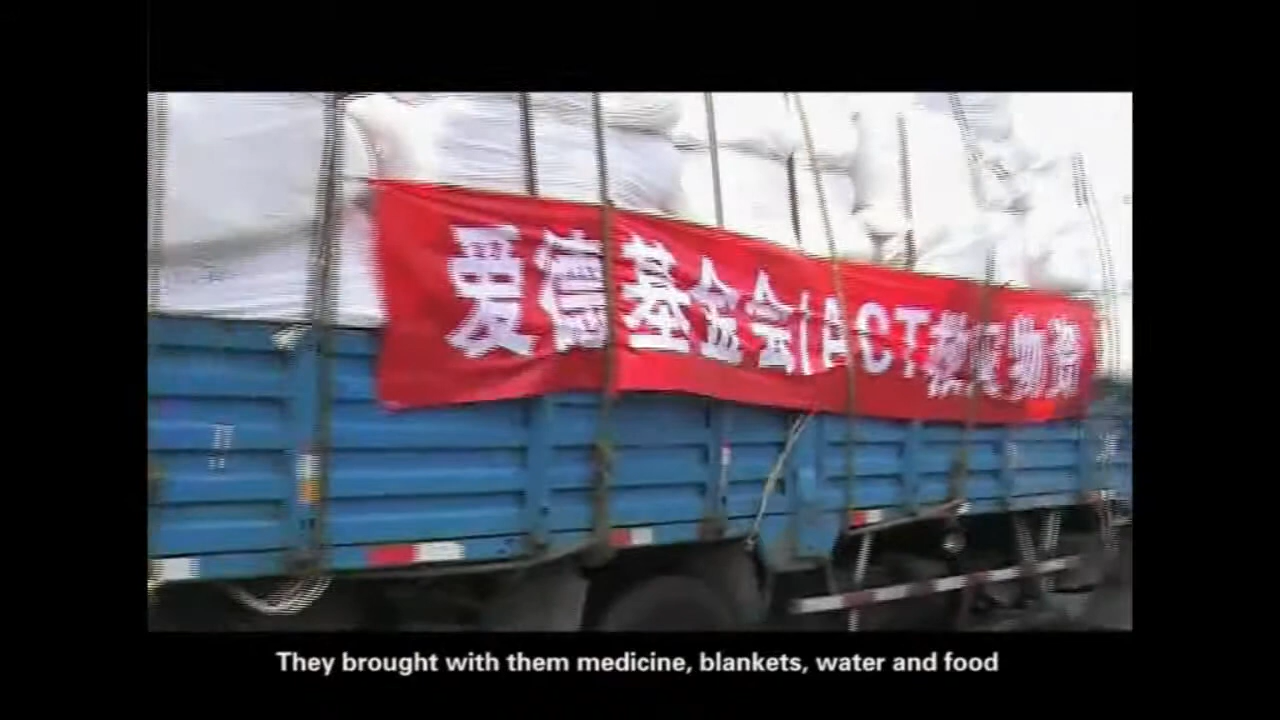 爱德基金会/ACT救灾物资
They brought with them medicine, blankets, water and food